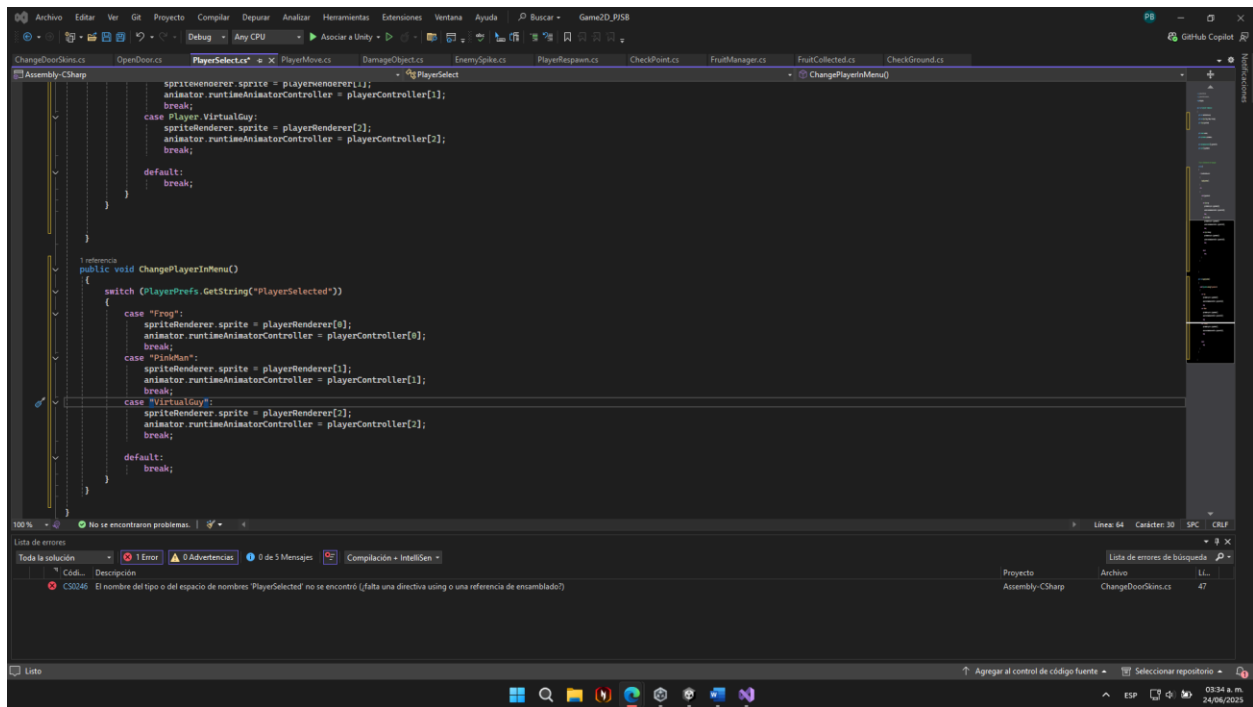 Archivo Editar Ver Git Proyecto Compilar Depurar Analizar Herramientas Extensiones Ventana Ayuda Buscar Game2D_PJSB PB
Debug Any CPU Asociar a Unity GitHub Copilot
ChangeDoorSkins.cs OpenDoor.cs PlayerSelect.cs* PlayerMove.cs DamageObject.cs EnemySpike.cs PlayerRespawn.cs CheckPoint.cs FruitManager.cs FruitCollected.cs CheckGround.cs
Notificaciones
Assembly-CSharp PlayerSelect ChangePlayerInMenu()
spriteRenderer.sprite = playerRenderer[1];
animator.runtimeAnimatorController = playerController[1];
break;
case Player.VirtualGuy:
spriteRenderer.sprite = playerRenderer[2];
animator.runtimeAnimatorController = playerController[2];
break;
default:
break;
}
}
}
1 referencia
public void ChangePlayerInMenu()
{
switch (PlayerPrefs.GetString("PlayerSelected"))
{
case "Frog":
spriteRenderer.sprite = playerRenderer[0];
animator.runtimeAnimatorController = playerController[0];
break;
case "PinkMan":
spriteRenderer.sprite = playerRenderer[1];
animator.runtimeAnimatorController = playerController[1];
break;
case "VirtualGuy":
spriteRenderer.sprite = playerRenderer[2];
animator.runtimeAnimatorController = playerController[2];
break;
default:
break;
}
}
}
100 % No se encontraron problemas. Línea: 64 Carácter: 30 SPC CRLF
Lista de errores
Toda la solución 1 Error 0 Advertencias 0 de 5 Mensajes Compilación + IntelliSen Lista de errores de búsqueda
Códi... Descripción Proyecto Archivo Lí...
CS0246 El nombre del tipo o del espacio de nombres 'PlayerSelected' no se encontró (¿falta una directiva using o una referencia de ensamblado?) Assembly-CSharp ChangeDoorSkins.cs 47
Listo Agregar al control de código fuente Seleccionar repositorio
ESP 03:34 a. m.
24/06/2025